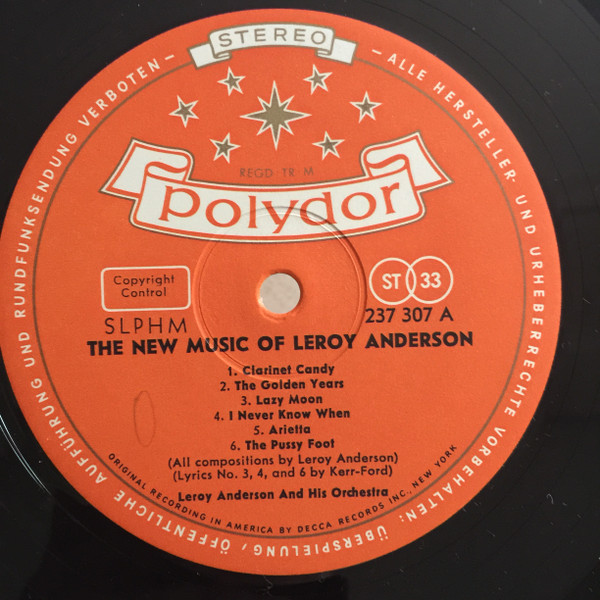 STEREO
— ALLE HERSTELLER- UND URHEBERRECHTE VORBEHALTEN: ÜBERSPIELUNG/ ÖFFENTLICHE AUFFÜHRUNG UND RUNDFUNKSENDUNG VERBOTEN —
REGD TR M
Polydor
Copyright
Control
ST 33
SLPHM
237 307 A
THE NEW MUSIC OF LEROY ANDERSON
1. Clarinet Candy
2. The Golden Years
3. Lazy Moon
4. I Never Know When
5. Arietta
6. The Pussy Foot
(All compositions by Leroy Anderson)
(Lyrics No. 3, 4, and 6 by Kerr-Ford)
Leroy Anderson And His Orchestra
ORIGINAL RECORDING IN AMERICA BY DECCA RECORDS INC., NEW YORK